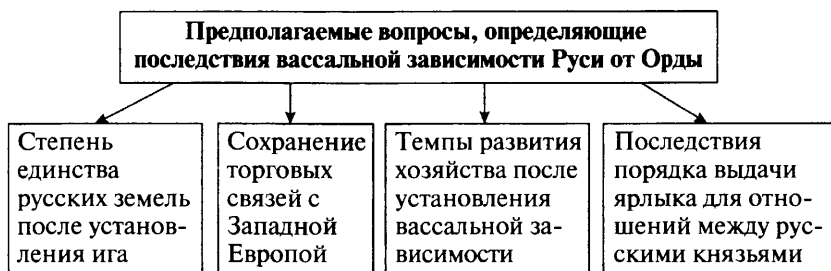 Предполагаемые вопросы, определяющие
последствия вассальной зависимости Руси от Орды
Степень
единства
русских земель
после установ-
ления ига
Сохранение
торговых
связей с
Западной
Европой
Темпы развития
хозяйства после
установления
вассальной за-
висимости
Последствия
порядка выдачи
ярлыка для отно-
шений между рус-
скими князьями